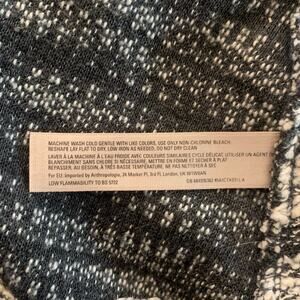 MACHINE WASH COLD GENTLE WITH LIKE COLORS, USE ONLY NON-CHLORINE BLEACH.
RESHAPE LAY FLAT TO DRY, LOW IRON AS NEEDED, DO NOT DRY CLEAN
LAVER À LA MACHINE À L'EAU FROIDE AVEC COULEURS SIMILAIRES CYCLE DÉLICAT, UTILISER UN AGENT
BLANCHIMENT SANS CHLORE SI NÉCESSAIRE. METTRE EN FORME ET SÉCHER À PLAT
REPASSER, AU BESOIN, À TRÈS BASSE TEMPÉRATURE, NE PAS NETTOYER À SEC
For EU: Imported by Anthropologie, 24 Market Pl, 3rd Fl, London, UK W1W8AN
LOW FLAMMABILITY TO BS 5722